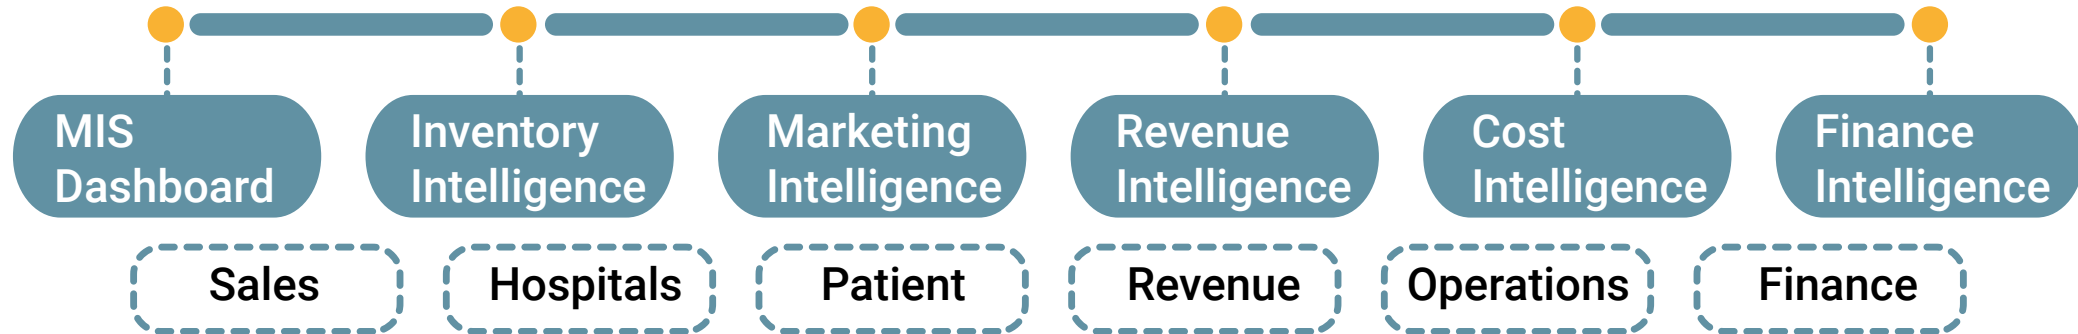 MIS
Dashboard
Inventory
Intelligence
Marketing
Intelligence
Revenue
Intelligence
Cost
Intelligence
Finance
Intelligence
Sales
Hospitals
Patient
Revenue
Operations
Finance